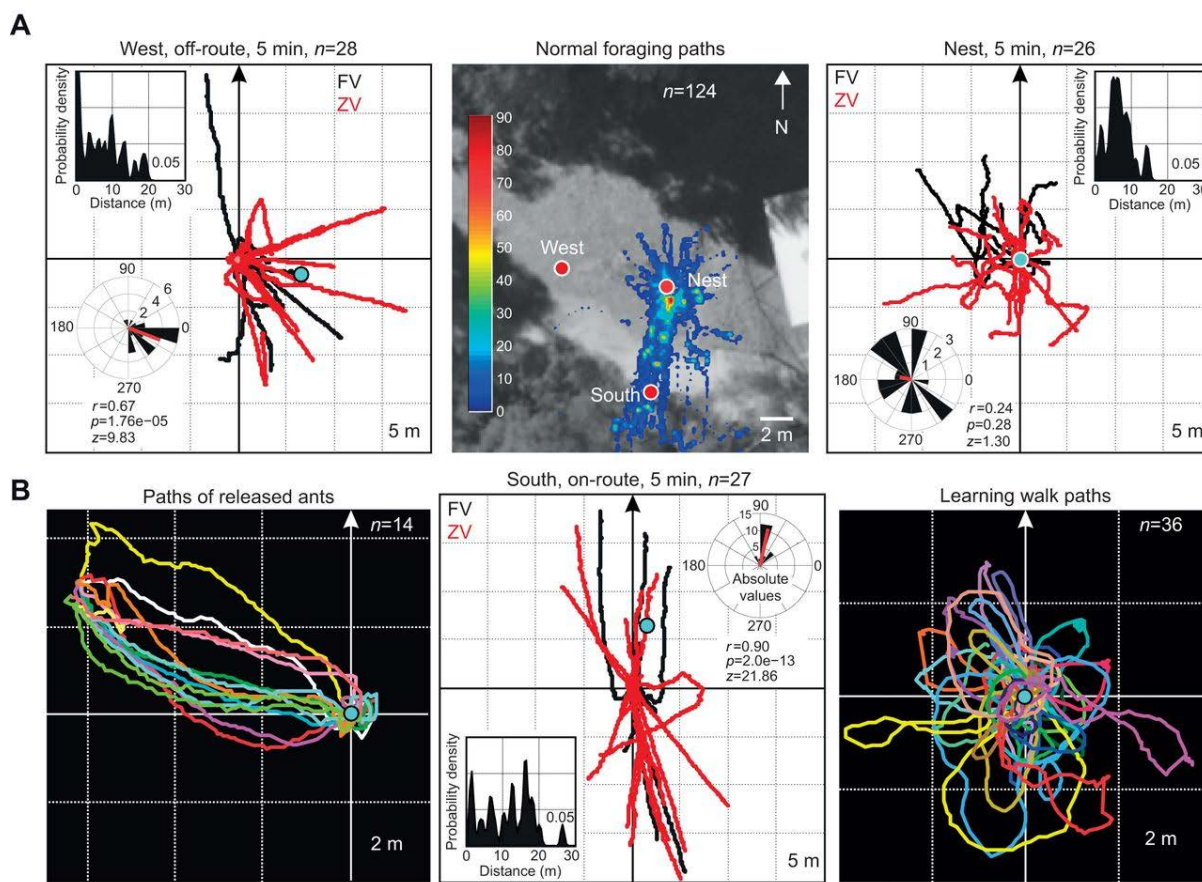 A
West, off-route, 5 min, n=28
FV
ZV
Probability density
0.05
0 10 20 30
Distance (m)
90
6
4
2
180
0
270
r=0.67
p=1.76e−05
z=9.83
5 m
Normal foraging paths
n=124
N
90
80
70
60
50
40
30
20
10
0
West
Nest
South
2 m
Nest, 5 min, n=26
FV
ZV
Probability density
0.05
0 10 20 30
Distance (m)
90
3
2
1
180
0
270
r=0.24
p=0.28
z=1.30
5 m
B
Paths of released ants
n=14
2 m
South, on-route, 5 min, n=27
FV
ZV
90
15
10
5
180
0
Absolute
values
270
r=0.90
p=2.0e−13
z=21.86
Probability density
0.05
0 10 20 30
Distance (m)
5 m
Learning walk paths
n=36
2 m